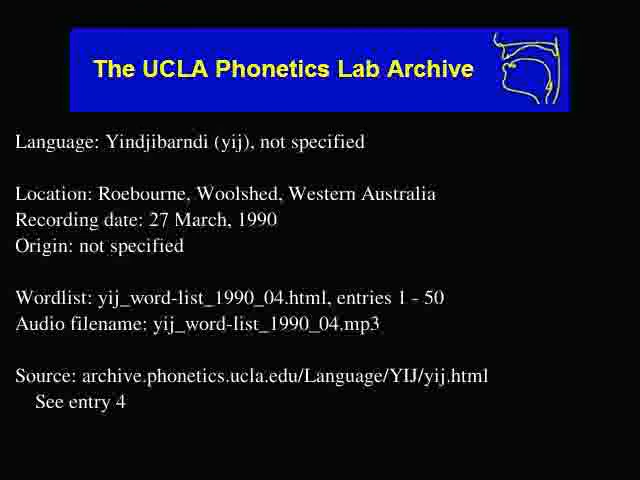 The UCLA Phonetics Lab Archive
Language: Yindjibarndi (yij), not specified
Location: Roebourne, Woolshed, Western Australia
Recording date: 27 March, 1990
Origin: not specified
Wordlist: yij_word-list_1990_04.html, entries 1 - 50
Audio filename: yij_word-list_1990_04.mp3
Source: archive.phonetics.ucla.edu/Language/YIJ/yij.html
See entry 4